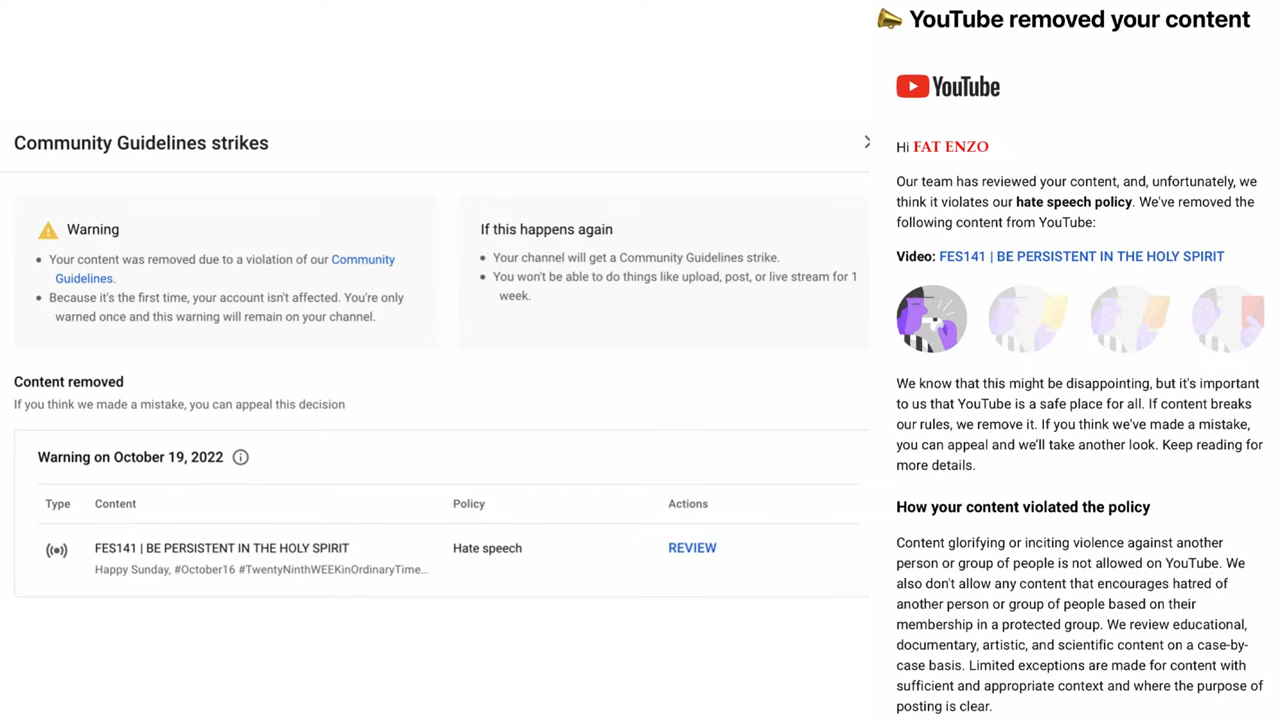 Community Guidelines strikes
Warning
• Your content was removed due to a violation of our Community
Guidelines.
• Because it's the first time, your account isn't affected. You're only
warned once and this warning will remain on your channel.
If this happens again
• Your channel will get a Community Guidelines strike.
• You won't be able to do things like upload, post, or live stream for 1
week.
Content removed
If you think we made a mistake, you can appeal this decision
Warning on October 19, 2022
Type Content Policy Actions
FES141 | BE PERSISTENT IN THE HOLY SPIRIT Hate speech REVIEW
Happy Sunday, #October16 #TwentyNinthWEEKinOrdinaryTime...
YouTube removed your content
YouTube
Hi FAT ENZO
Our team has reviewed your content, and, unfortunately, we
think it violates our hate speech policy. We've removed the
following content from YouTube:
Video: FES141 | BE PERSISTENT IN THE HOLY SPIRIT
We know that this might be disappointing, but it's important
to us that YouTube is a safe place for all. If content breaks
our rules, we remove it. If you think we've made a mistake,
you can appeal and we'll take another look. Keep reading for
more details.
How your content violated the policy
Content glorifying or inciting violence against another
person or group of people is not allowed on YouTube. We
also don't allow any content that encourages hatred of
another person or group of people based on their
membership in a protected group. We review educational,
documentary, artistic, and scientific content on a case-by-
case basis. Limited exceptions are made for content with
sufficient and appropriate context and where the purpose of
posting is clear.